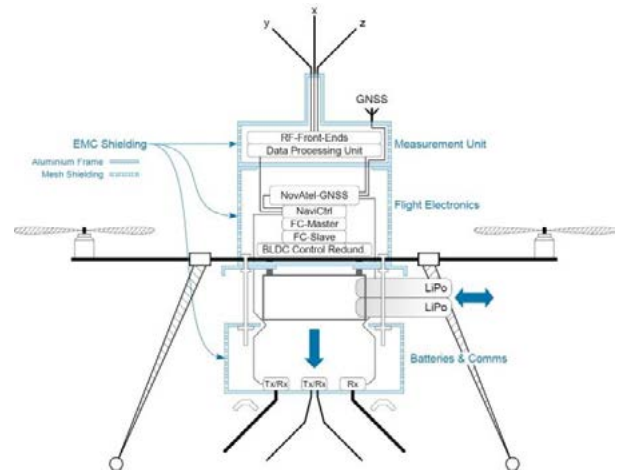 y
x
z
GNSS
RF-Front-Ends
EMC Shielding
Measurement Unit
Data Processing Unit
Aluminium Frame
Mesh Shielding
NovAtel-GNSS
Flight Electronics
NaviCtrl
FC-Master
FC-Slave
BLDC Control Redund.
LiPo
LiPo
Batteries & Comms
Tx/Rx
Tx/Rx
Rx